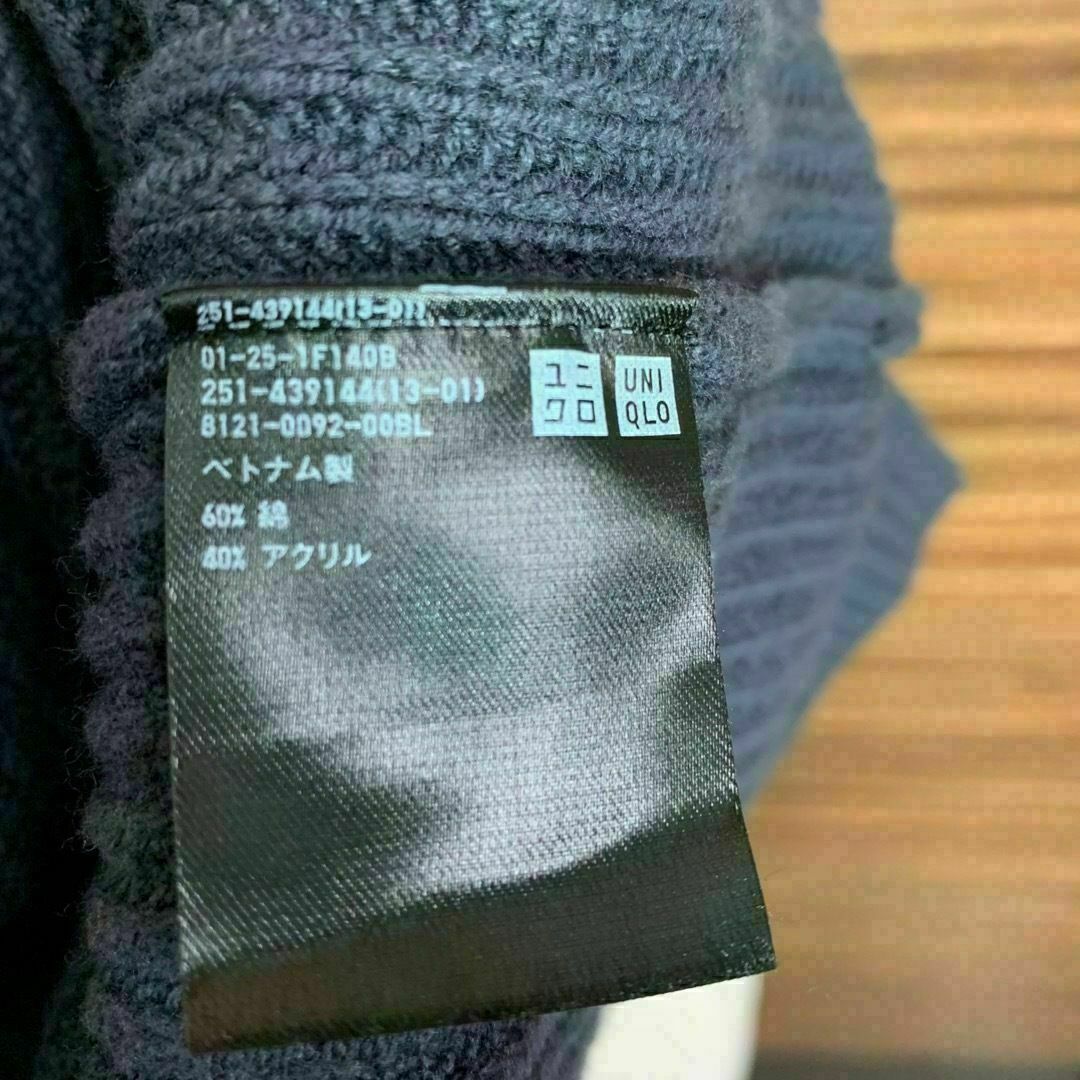 251-439144(13-01)
01-25-1F140B
251-439144(13-01)
8121-0D92-00BL
ベトナム製
60% 綿
40% アクリル
ユニ
クロ
UNI
QLO